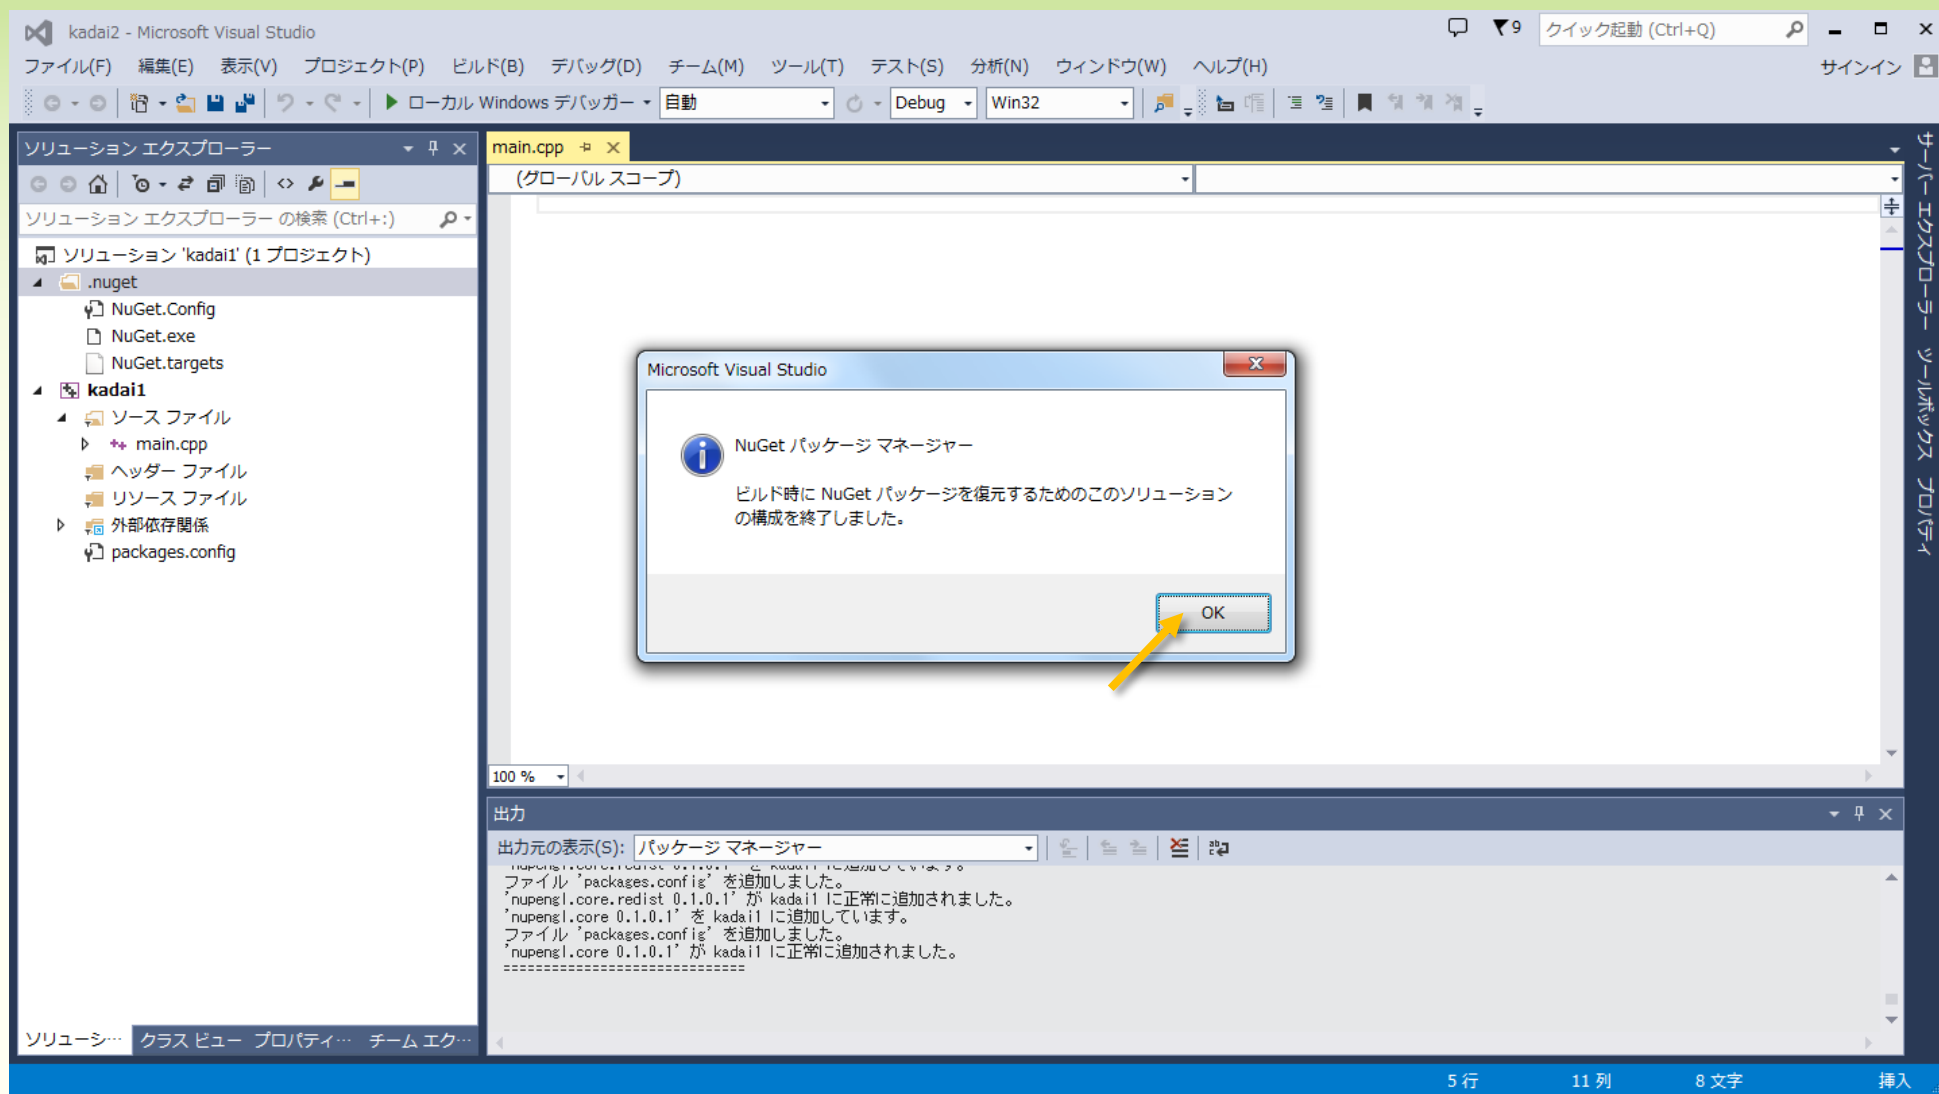 kadai2 - Microsoft Visual Studio
9
クイック起動 (Ctrl+Q)
ファイル(F) 編集(E) 表示(V) プロジェクト(P) ビルド(B) デバッグ(D) チーム(M) ツール(T) テスト(S) 分析(N) ウィンドウ(W) ヘルプ(H)
サインイン
ローカル Windows デバッガー 自動 Debug Win32
ソリューション エクスプローラー
ソリューション エクスプローラー の検索 (Ctrl+:)
ソリューション 'kadai1' (1 プロジェクト)
.nuget
NuGet.Config
NuGet.exe
NuGet.targets
kadai1
ソース ファイル
main.cpp
ヘッダー ファイル
リソース ファイル
外部依存関係
packages.config
ソリューシ… クラス ビュー プロパティ… チーム エク…
main.cpp
(グローバル スコープ)
Microsoft Visual Studio
NuGet パッケージ マネージャー
ビルド時に NuGet パッケージを復元するためのこのソリューション
の構成を終了しました。
OK
100 %
出力
出力元の表示(S): パッケージ マネージャー
'nupengl.core.redist 0.1.0.1' を kadai1 に追加しています。
ファイル 'packages.config' を追加しました。
'nupengl.core.redist 0.1.0.1' が kadai1 に正常に追加されました。
'nupengl.core 0.1.0.1' を kadai1 に追加しています。
ファイル 'packages.config' を追加しました。
'nupengl.core 0.1.0.1' が kadai1 に正常に追加されました。
==============================
サーバー エクスプローラー
ツールボックス
プロパティ
5 行 11 列 8 文字 挿入